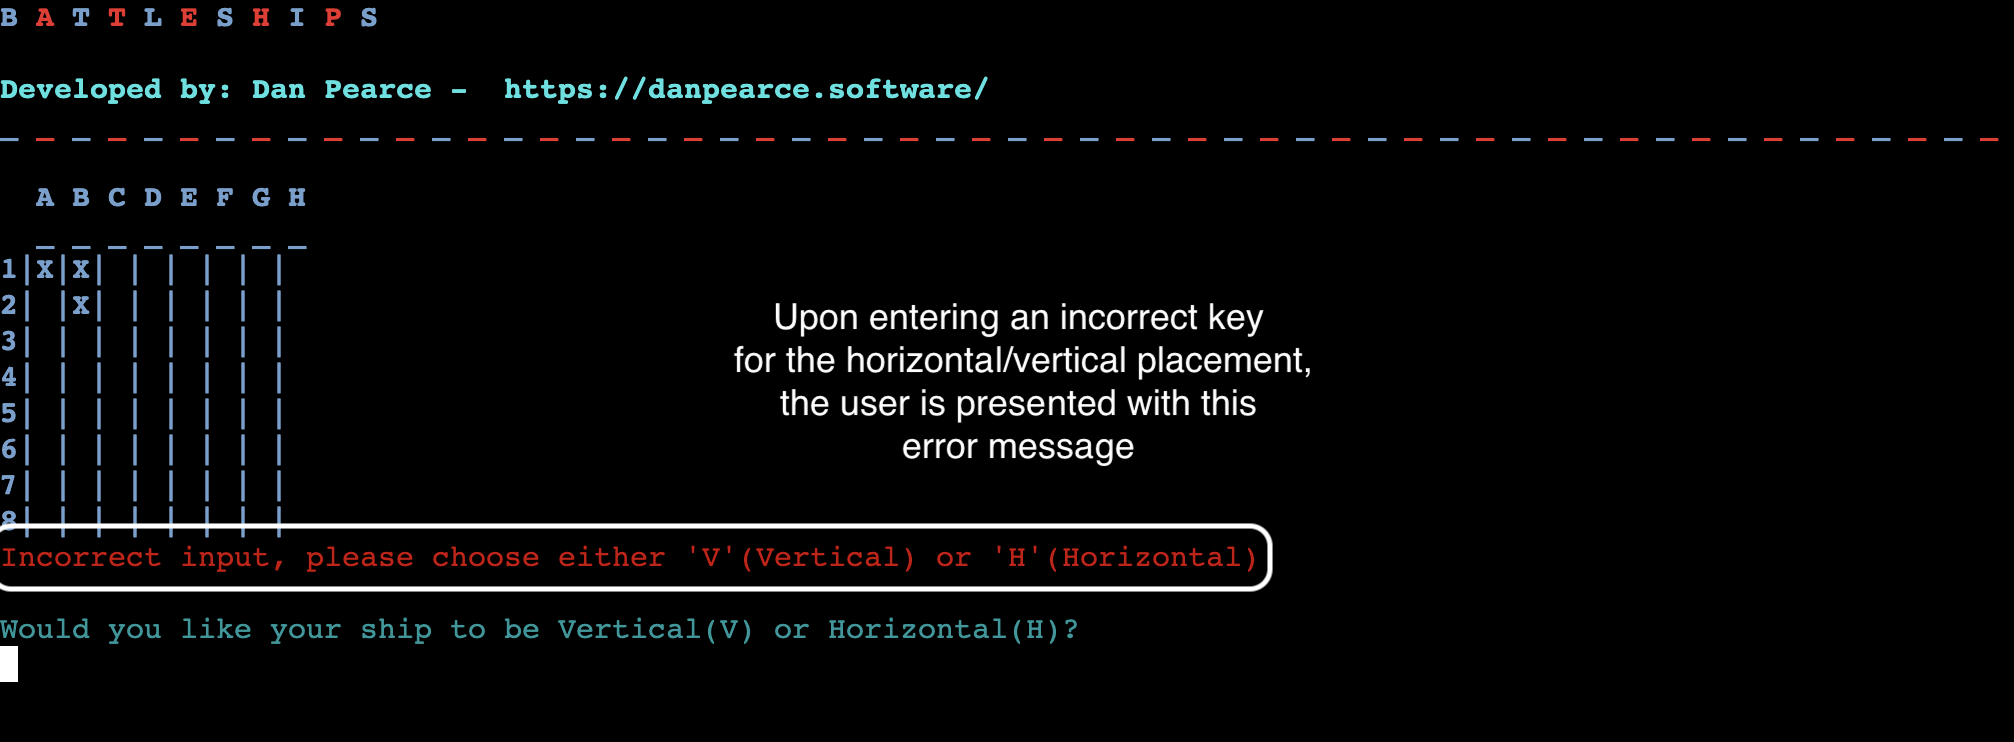 B A T T L E S H I P S
Developed by: Dan Pearce -  https://danpearce.software/
_ _ _ _ _ _ _ _ _ _ _ _ _ _ _ _ _ _ _ _ _ _ _ _ _ _ _ _ _ _ _ _ _ _ _ _ _ _ _ _ _ _ _ _ _ _ _ _ _ _ _ _ _ _ _ _
  A B C D E F G H
  _ _ _ _ _ _ _ _
1|X|X| | | | | |
2| |X| | | | | |
3| | | | | | | |
4| | | | | | | |
5| | | | | | | |
6| | | | | | | |
7| | | | | | | |
8| | | | | | | |
Upon entering an incorrect key
for the horizontal/vertical placement,
the user is presented with this
error message
Incorrect input, please choose either 'V'(Vertical) or 'H'(Horizontal)
Would you like your ship to be Vertical(V) or Horizontal(H)?